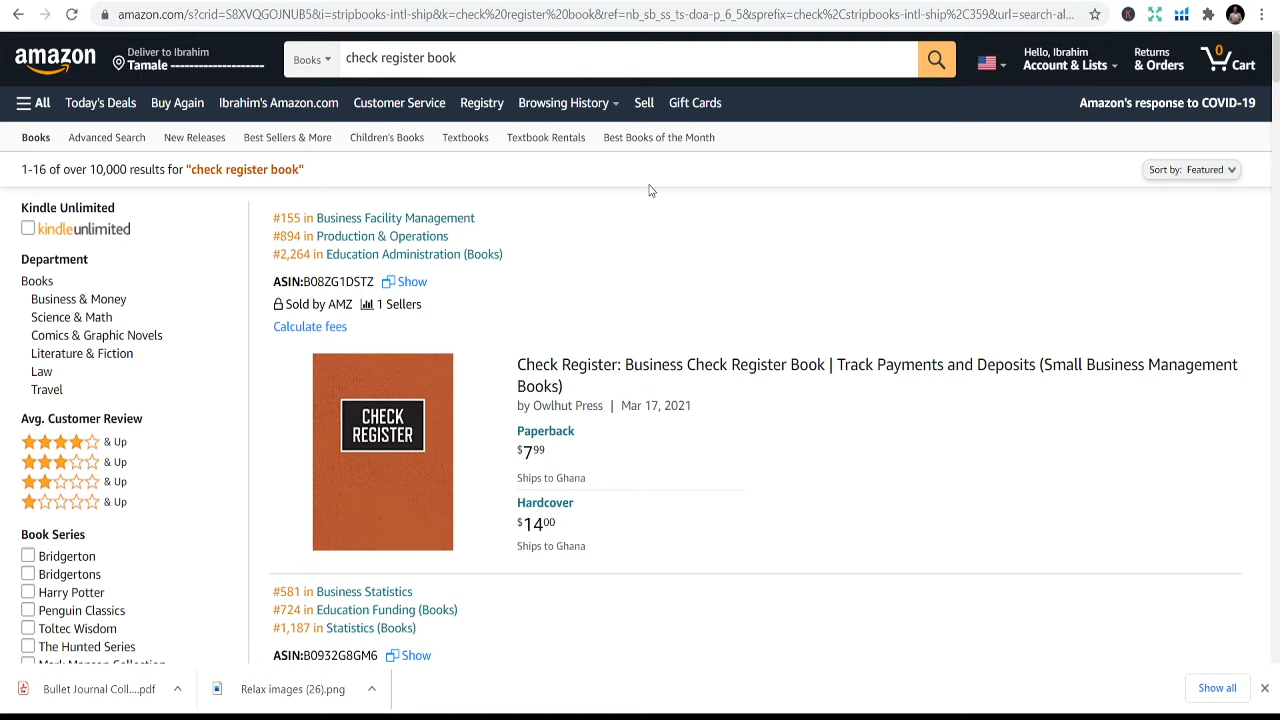 amazon.com/s?crid=S8XVQGOJNUB5&i=stripbooks-intl-ship&k=check%20register%20book&ref=nb_sb_ss_ts-doa-p_6_5&sprefix=check%2Cstripbooks-intl-ship%2C359&url=search-al...
K
amazon
Deliver to Ibrahim
Tamale --------------------
Books
check register book
Hello, Ibrahim
Account & Lists
Returns
& Orders
0
Cart
All
Today's Deals
Buy Again
Ibrahim's Amazon.com
Customer Service
Registry
Browsing History
Sell
Gift Cards
Amazon's response to COVID-19
Books
Advanced Search
New Releases
Best Sellers & More
Children's Books
Textbooks
Textbook Rentals
Best Books of the Month
1-16 of over 10,000 results for "check register book"
Sort by: Featured
Kindle Unlimited
kindleunlimited
Department
Books
Business & Money
Science & Math
Comics & Graphic Novels
Literature & Fiction
Law
Travel
Avg. Customer Review
& Up
& Up
& Up
& Up
Book Series
Bridgerton
Bridgertons
Harry Potter
Penguin Classics
Toltec Wisdom
The Hunted Series
Mark Manson Collection
#155 in Business Facility Management
#894 in Production & Operations
#2,264 in Education Administration (Books)
ASIN:B08ZG1DSTZ Show
Sold by AMZ 1 Sellers
Calculate fees
CHECK
REGISTER
Check Register: Business Check Register Book | Track Payments and Deposits (Small Business Management
Books)
by Owlhut Press | Mar 17, 2021
Paperback
$7.99
Ships to Ghana
Hardcover
$14.00
Ships to Ghana
#581 in Business Statistics
#724 in Education Funding (Books)
#1,187 in Statistics (Books)
ASIN:B0932G8GM6 Show
Bullet Journal Coll....pdf
Relax images (26).png
Show all